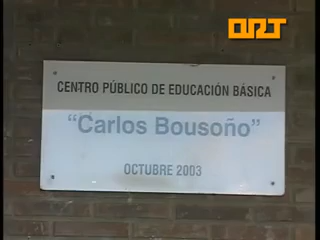 ORT
CENTRO PÚBLICO DE EDUCACIÓN BÁSICA
“Carlos Bousoño”
OCTUBRE 2003